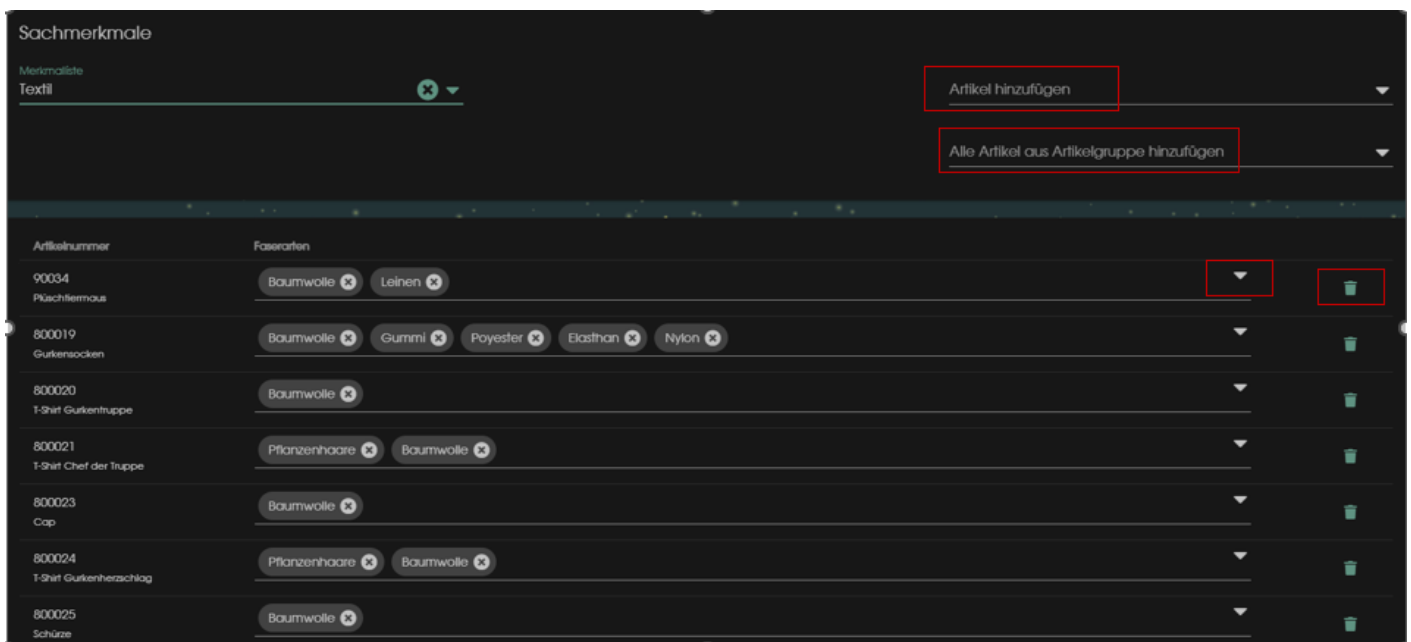 Sachmerkmale
Merkmalliste
Textil
Artikel hinzufügen
Alle Artikel aus Artikelgruppe hinzufügen
Artikelnummer Faserarten
90034
Plüschtiermaus
Baumwolle Leinen
800019
Gurkensocken
Baumwolle Gummi Poyester Elasthan Nylon
800020
T-Shirt Gurkentruppe
Baumwolle
800021
T-Shirt Chef der Truppe
Pflanzenhaare Baumwolle
800023
Cap
Baumwolle
800024
T-Shirt Gurkenherzschlag
Pflanzenhaare Baumwolle
800025
Schürze
Baumwolle